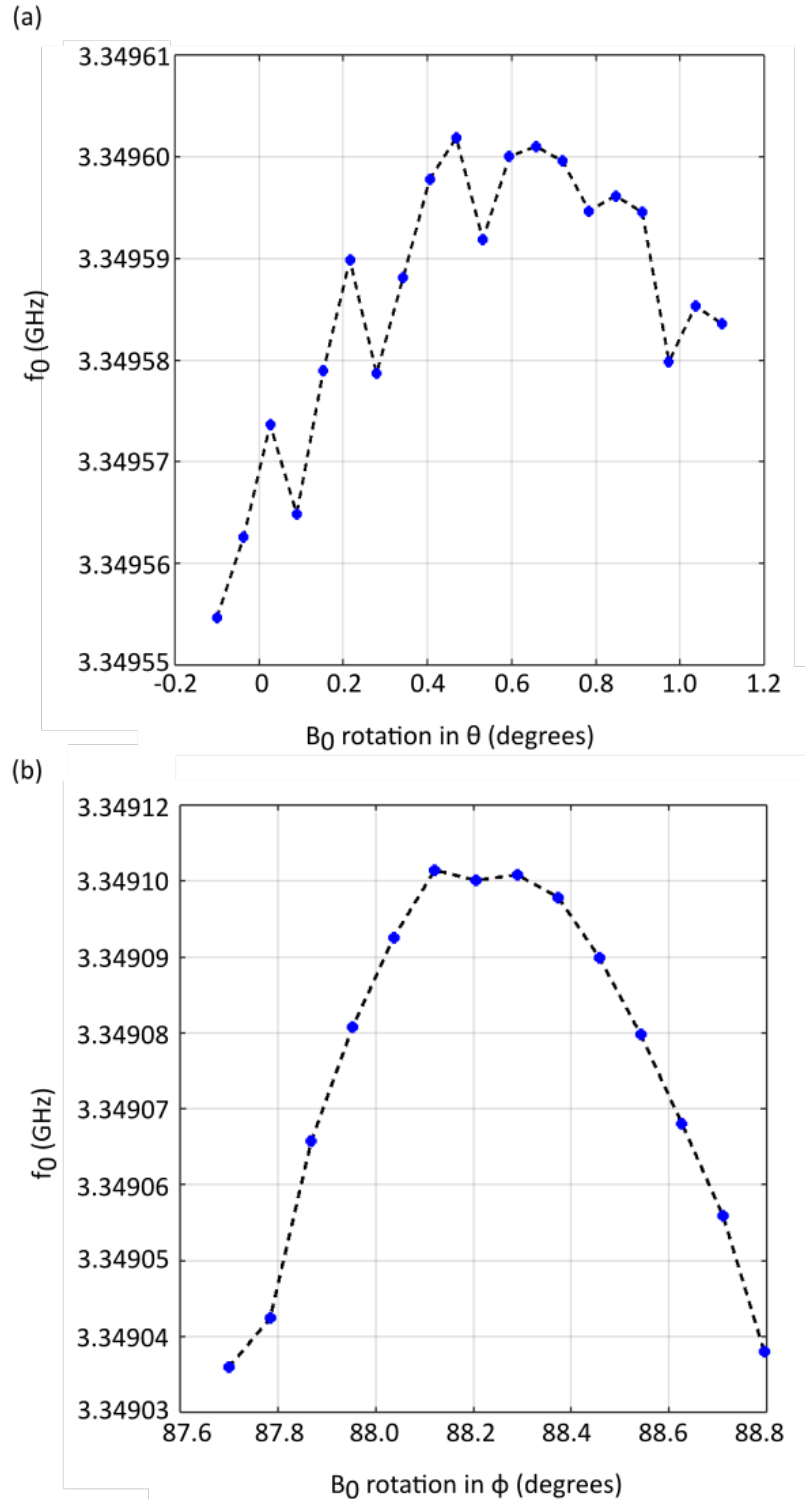 (a)
f0 (GHz)
3.34961
3.34960
3.34959
3.34958
3.34957
3.34956
3.34955
-0.2 0 0.2 0.4 0.6 0.8 1.0 1.2
B0 rotation in θ (degrees)
(b)
f0 (GHz)
3.34912
3.34910
3.34909
3.34908
3.34907
3.34906
3.34905
3.34904
3.34903
87.6 87.8 88.0 88.2 88.4 88.6 88.8
B0 rotation in ϕ (degrees)